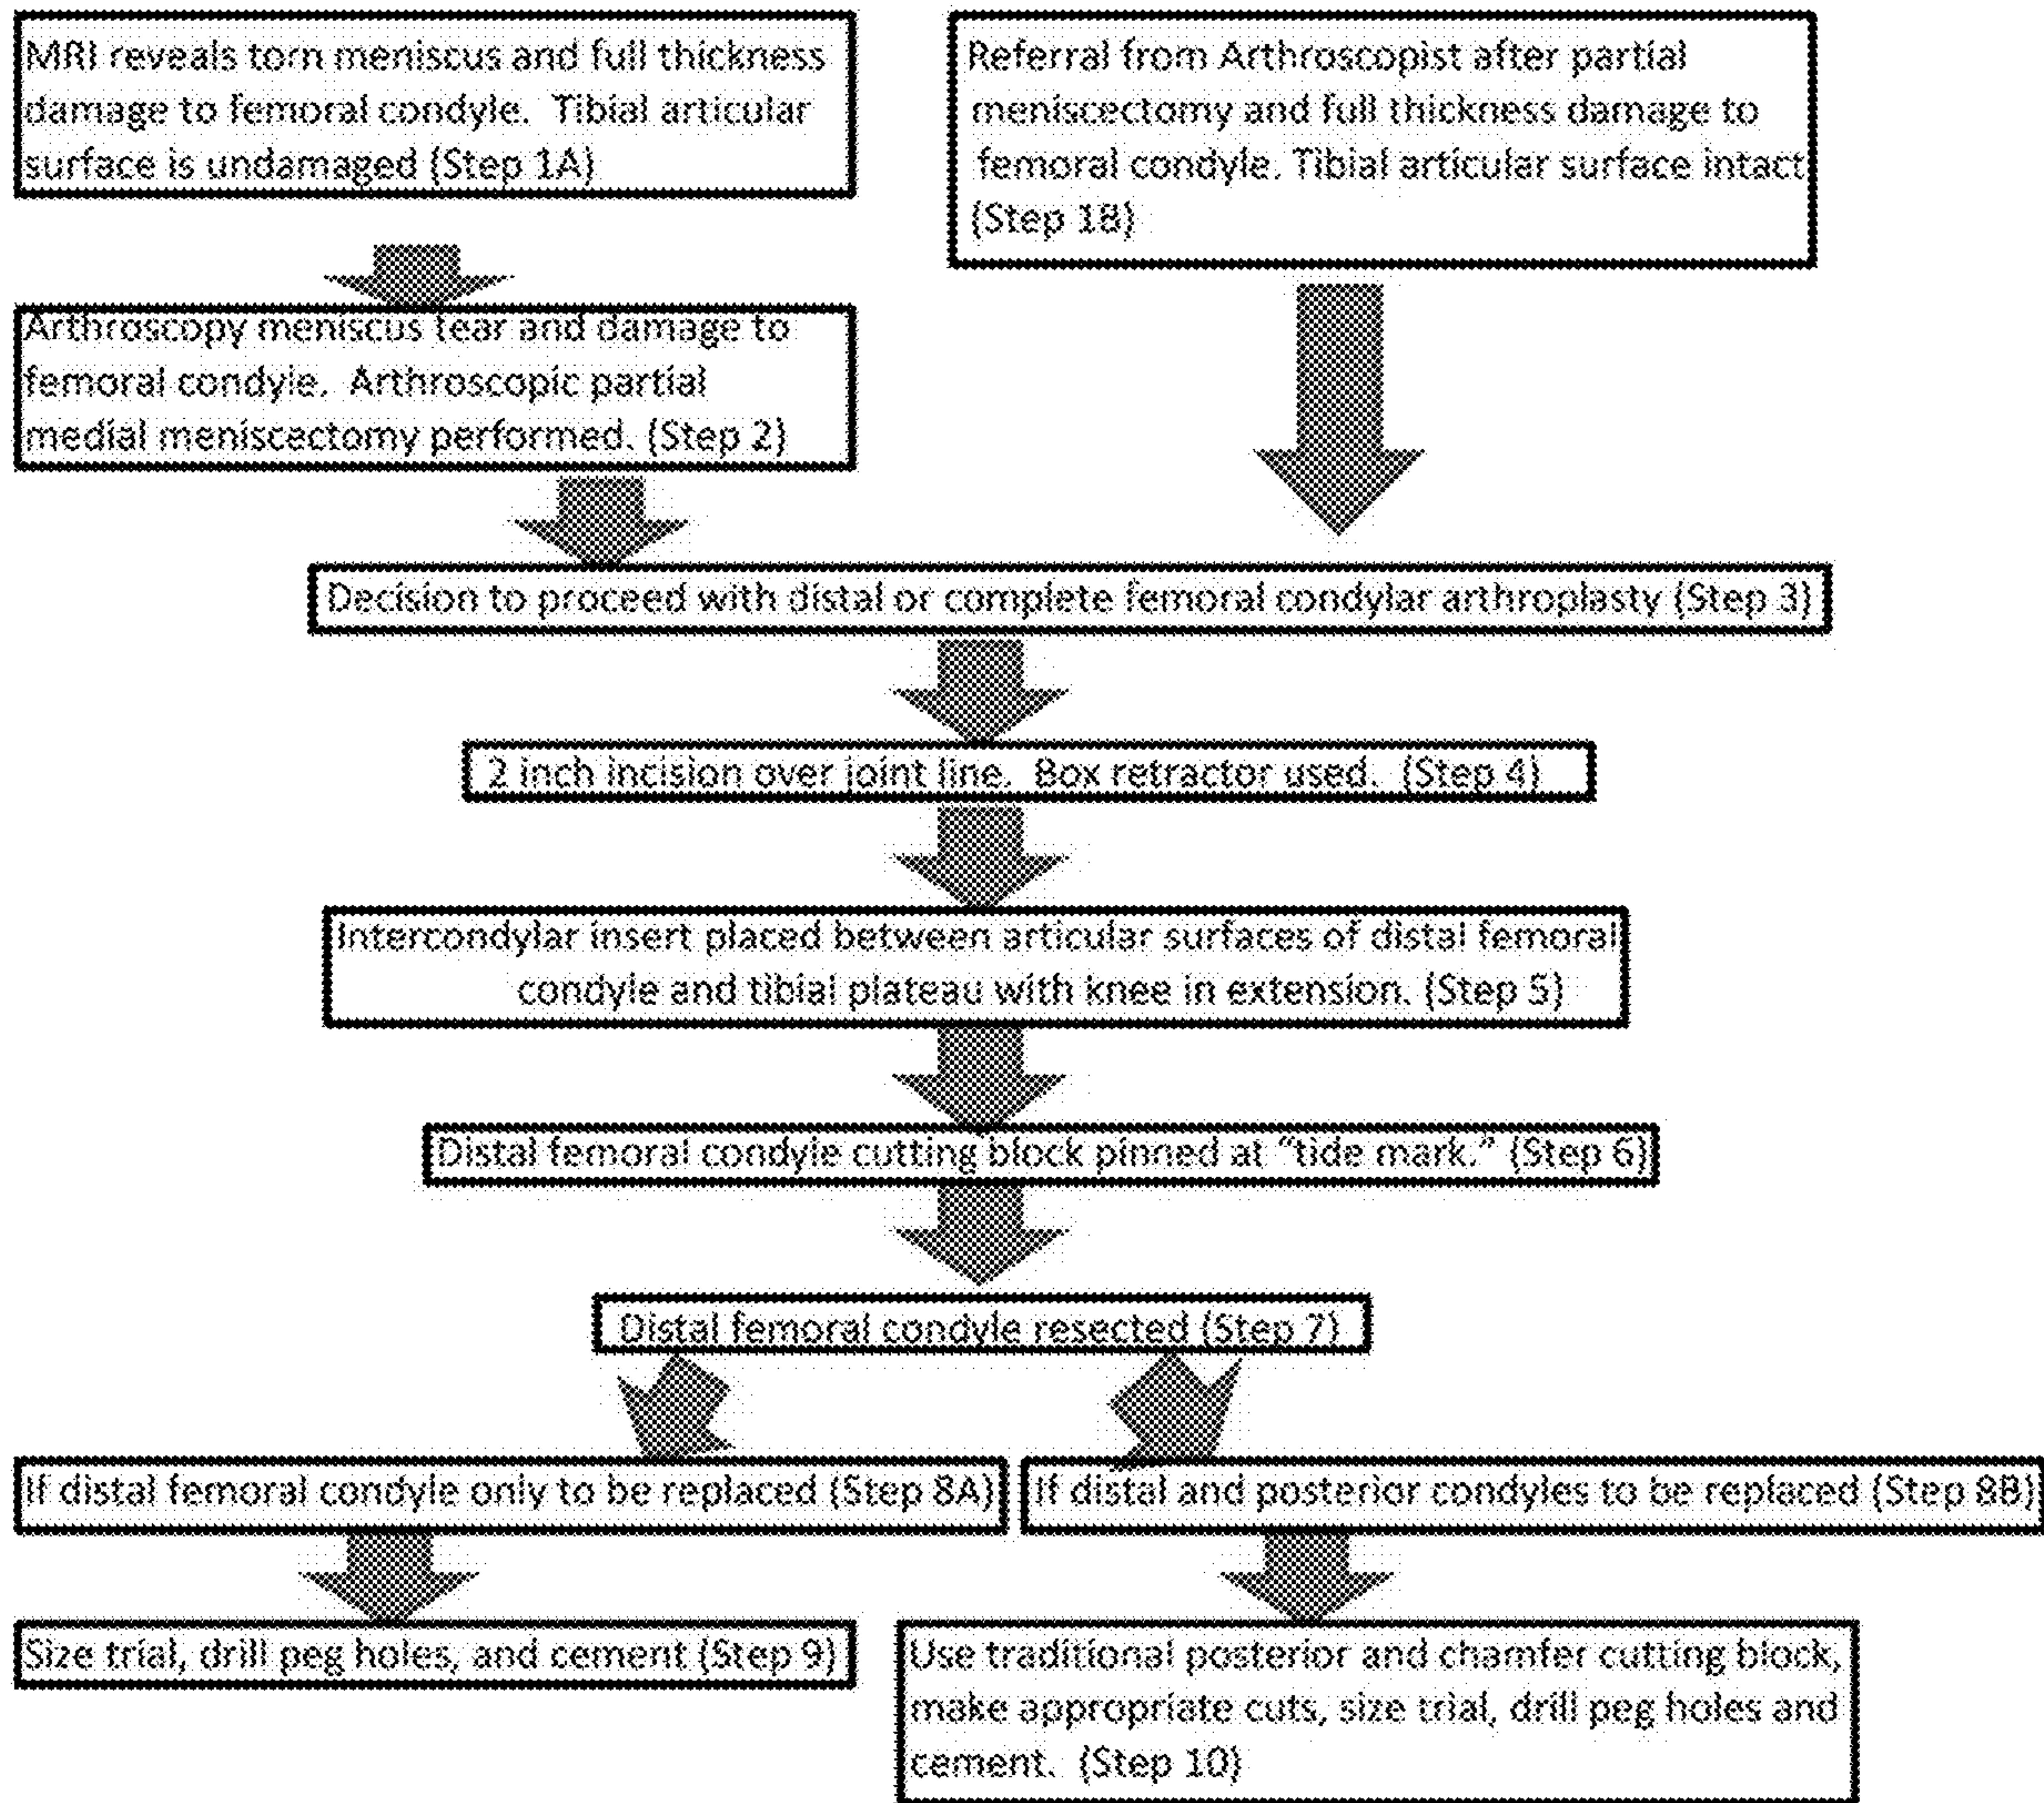 MRI reveals torn meniscus and full thickness
damage to femoral condyle. Tibial articular
surface is undamaged (Step 1A)
Referral from Arthroscopist after partial
meniscectomy and full thickness damage to
femoral condyle. Tibial articular surface intact
(Step 1B)
Arthroscopy meniscus tear and damage to
femoral condyle. Arthroscopic partial
medial meniscectomy performed. (Step 2)
Decision to proceed with distal or complete femoral condylar arthroplasty (Step 3)
2 inch incision over joint line. Box retractor used. (Step 4)
Intercondylar insert placed between articular surfaces of distal femoral
condyle and tibial plateau with knee in extension. (Step 5)
Distal femoral condyle cutting block pinned at “tide mark.” (Step 6)
Distal femoral condyle resected (Step 7)
If distal femoral condyle only to be replaced (Step 8A)
If distal and posterior condyles to be replaced (Step 8B)
Size trial, drill peg holes, and cement (Step 9)
Use traditional posterior and chamfer cutting block,
make appropriate cuts, size trial, drill peg holes and
cement. (Step 10)